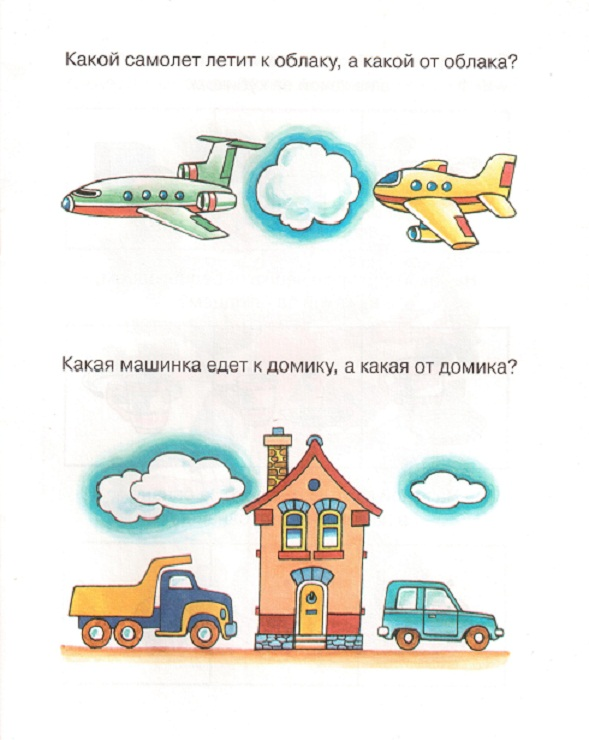 Какой самолет летит к облаку, а какой от облака?
Какая машинка едет к домику, а какая от домика?